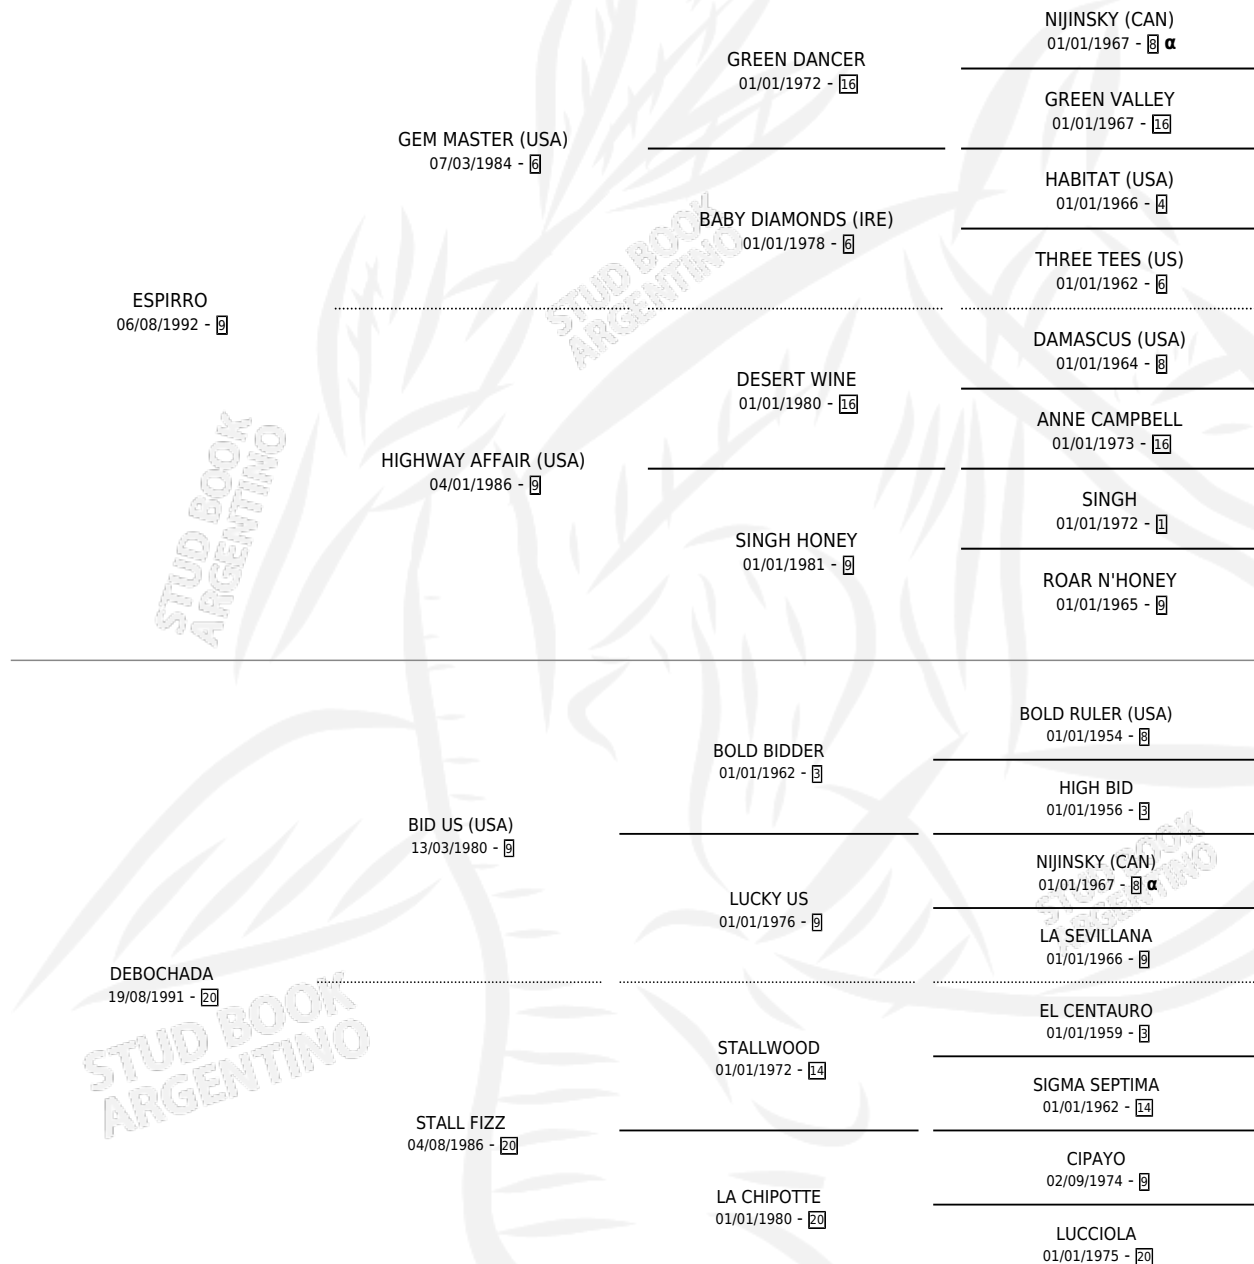 NIJINSKY (CAN)
01/01/1967 - 8 α
GREEN DANCER
01/01/1972 - 16
GREEN VALLEY
01/01/1967 - 16
GEM MASTER (USA)
07/03/1984 - 6
HABITAT (USA)
01/01/1966 - 4
BABY DIAMONDS (IRE)
01/01/1978 - 6
THREE TEES (US)
01/01/1962 - 6
ESPIRRO
06/08/1992 - 9
STUD BOOK
ARGENTINO
DAMASCUS (USA)
01/01/1964 - 8
DESERT WINE
01/01/1980 - 16
ANNE CAMPBELL
01/01/1973 - 16
HIGHWAY AFFAIR (USA)
04/01/1986 - 9
SINGH
01/01/1972 - 1
SINGH HONEY
01/01/1981 - 9
ROAR N'HONEY
01/01/1965 - 9
STUD BOOK
ARGENTINO
BOLD RULER (USA)
01/01/1954 - 8
BOLD BIDDER
01/01/1962 - 3
HIGH BID
01/01/1956 - 3
BID US (USA)
13/03/1980 - 9
NIJINSKY (CAN)
01/01/1967 - 8 α
LUCKY US
01/01/1976 - 9
LA SEVILLANA
01/01/1966 - 9
STUD BOOK
ARGENTINO
DEBOCHADA
19/08/1991 - 20
EL CENTAURO
01/01/1959 - 3
STALLWOOD
01/01/1972 - 14
SIGMA SEPTIMA
01/01/1962 - 14
STALL FIZZ
04/08/1986 - 20
CIPAYO
02/09/1974 - 9
LA CHIPOTTE
01/01/1980 - 20
LUCCIOLA
01/01/1975 - 20
STUD BOOK
ARGENTINO